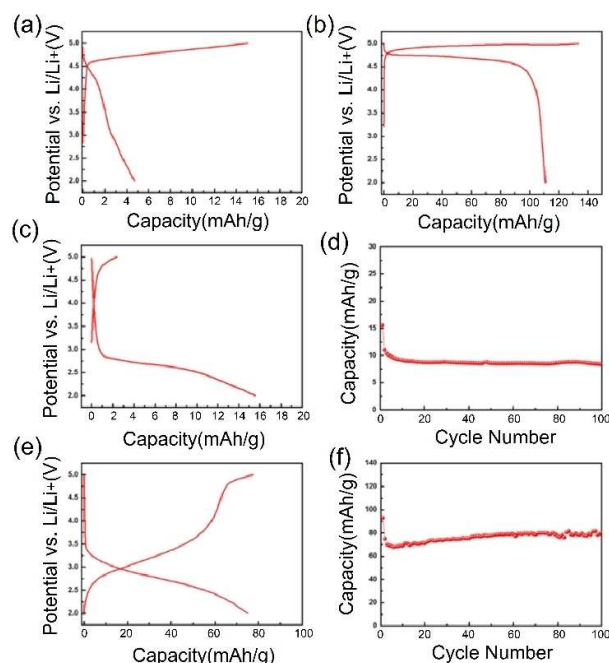 (a)
Potential vs. Li/Li+(V)
5.0
4.5
4.0
3.5
3.0
2.5
2.0
0 2 4 6 8 10 12 14 16 18 20
Capacity(mAh/g)
(b)
Potential vs. Li/Li+(V)
5.0
4.5
4.0
3.5
3.0
2.5
2.0
0 20 40 60 80 100 120 140
Capacity(mAh/g)
(c)
Potential vs. Li/Li+(V)
5.0
4.5
4.0
3.5
3.0
2.5
2.0
0 2 4 6 8 10 12 14 16 18 20
Capacity(mAh/g)
(d)
Capacity(mAh/g)
30
25
20
15
10
5
0
0 20 40 60 80 100
Cycle Number
(e)
Potential vs. Li/Li+(V)
5.0
4.5
4.0
3.5
3.0
2.5
2.0
0 20 40 60 80 100
Capacity(mAh/g)
(f)
Capacity(mAh/g)
140
120
100
80
60
40
20
0
0 20 40 60 80 100
Cycle Number